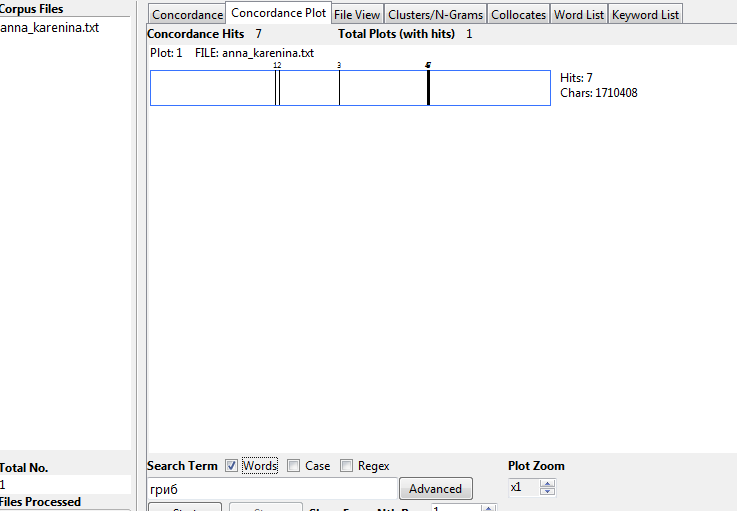 Corpus Files
anna_karenina.txt
Concordance Concordance Plot File View Clusters/N-Grams Collocates Word List Keyword List
Concordance Hits 7 Total Plots (with hits) 1
Plot: 1 FILE: anna_karenina.txt
1 2 3
Hits: 7
Chars: 1710408
Total No.
1
Files Processed
Search Term Words Case Regex Plot Zoom
гриб Advanced x1